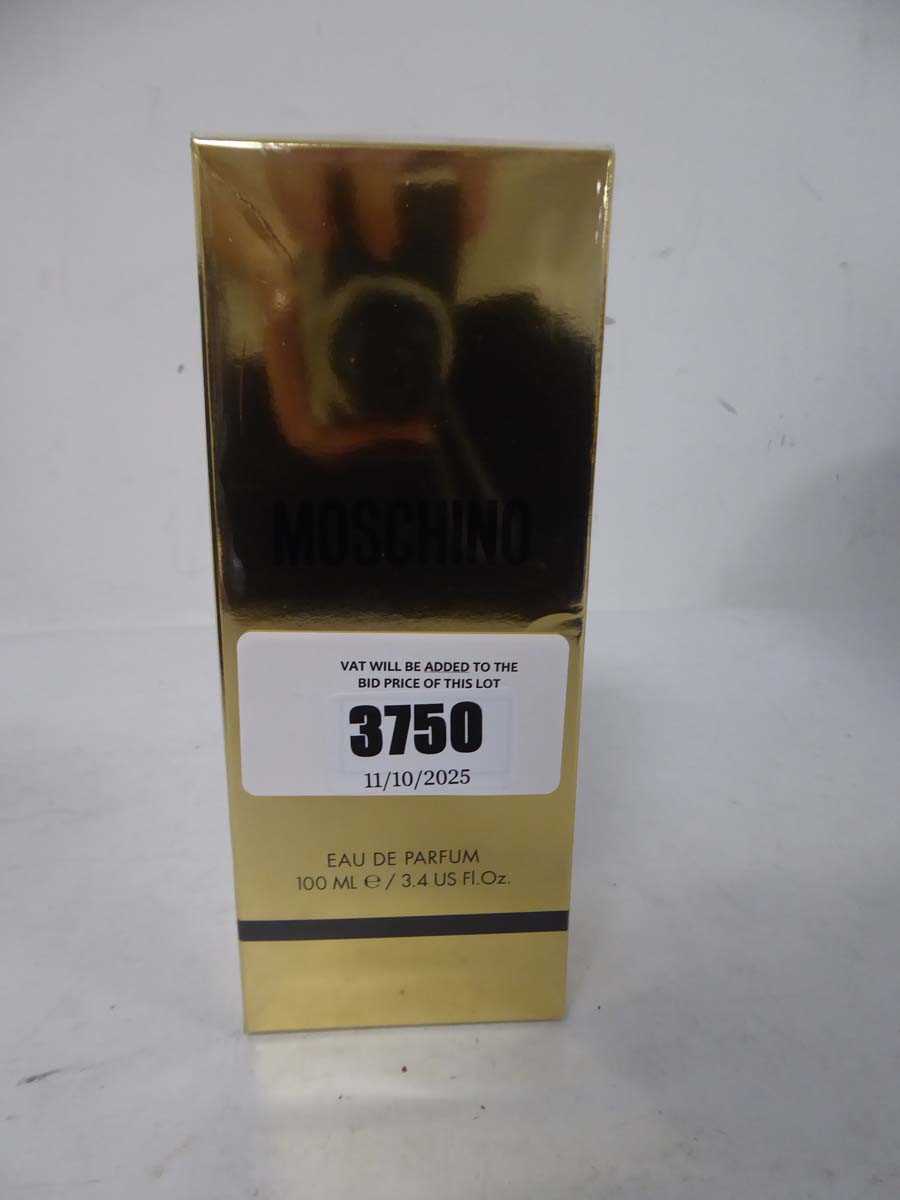 MOSCHINO
VAT WILL BE ADDED TO THE
BID PRICE OF THIS LOT
3750
11/10/2025
EAU DE PARFUM
100 ML ℮ / 3.4 US Fl.Oz.